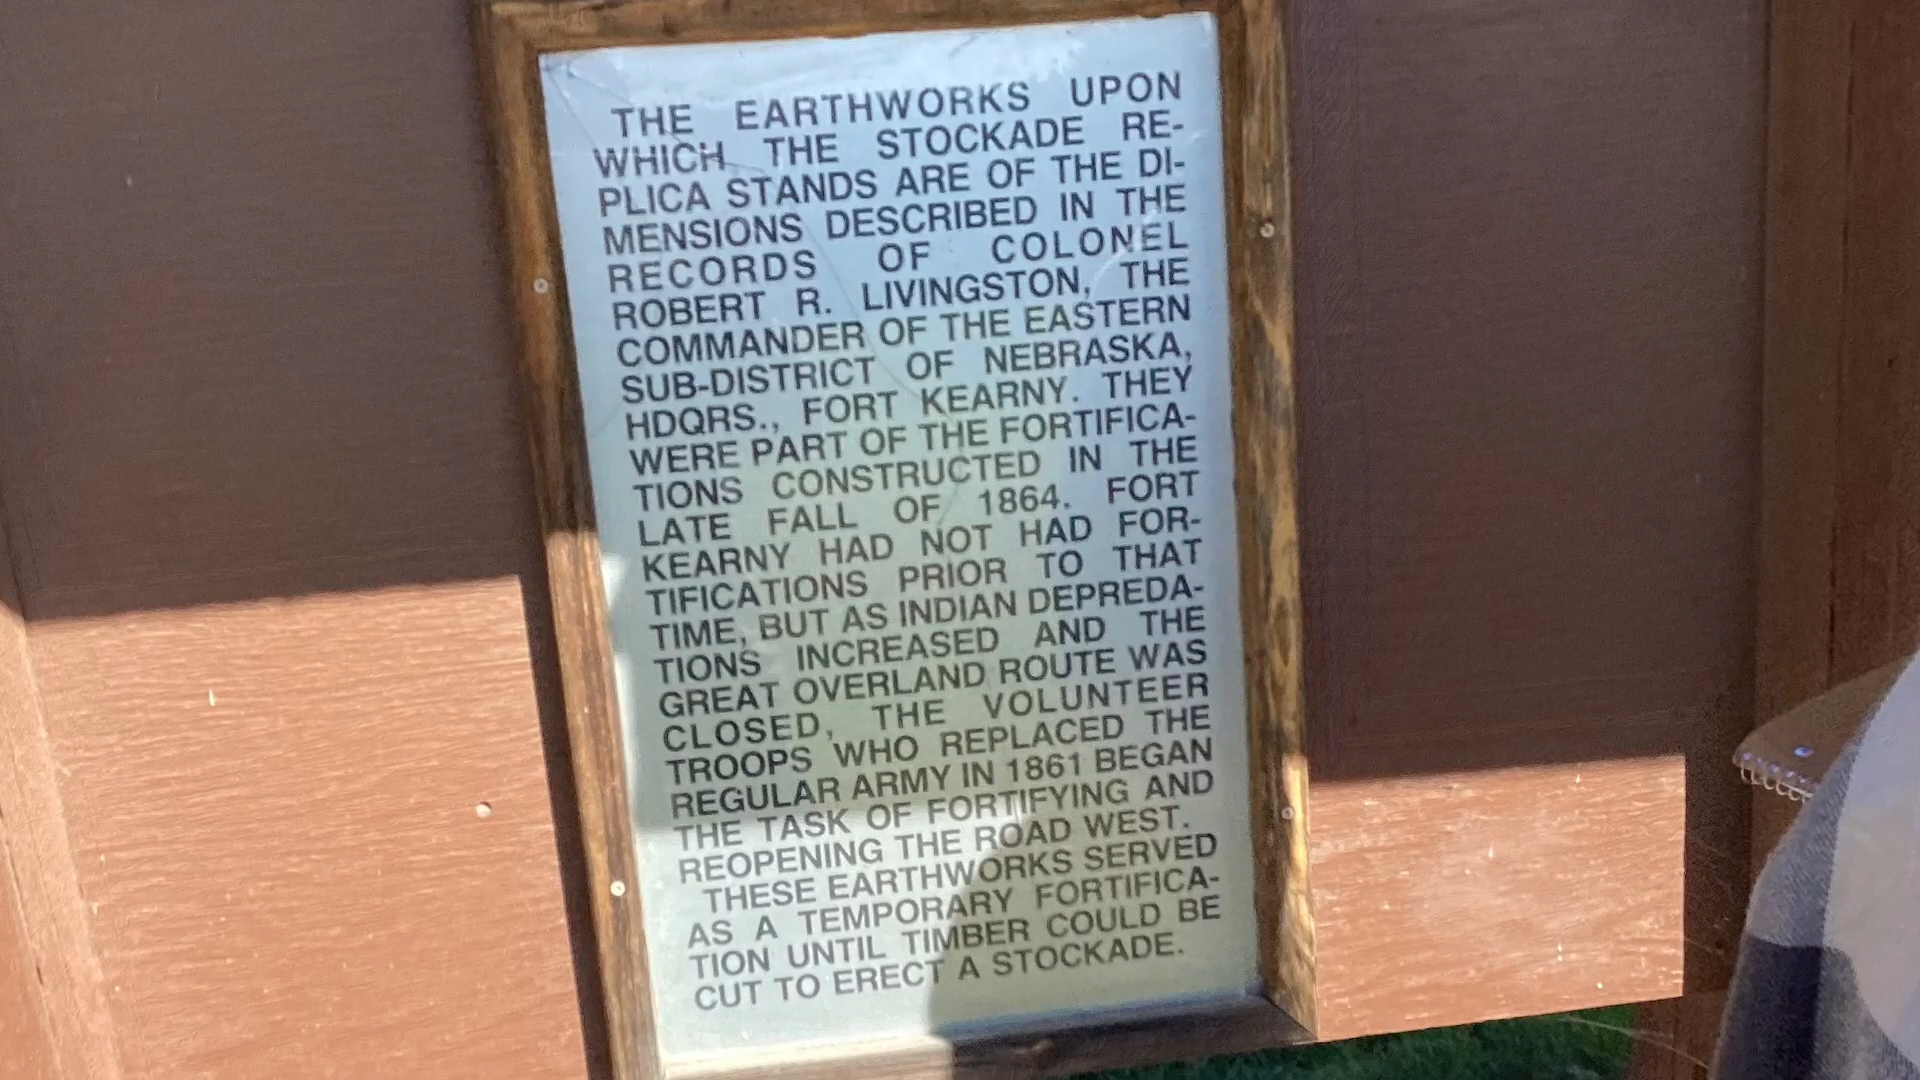 THE EARTHWORKS UPON
WHICH THE STOCKADE RE-
PLICA STANDS ARE OF THE DI-
MENSIONS DESCRIBED IN THE
RECORDS OF COLONEL
ROBERT R. LIVINGSTON, THE
COMMANDER OF THE EASTERN
SUB-DISTRICT OF NEBRASKA,
HDQRS., FORT KEARNY. THEY
WERE PART OF THE FORTIFICA-
TIONS CONSTRUCTED IN THE
LATE FALL OF 1864. FORT
KEARNY HAD NOT HAD FOR-
TIFICATIONS PRIOR TO THAT
TIME, BUT AS INDIAN DEPREDA-
TIONS INCREASED AND THE
GREAT OVERLAND ROUTE WAS
CLOSED, THE VOLUNTEER
TROOPS WHO REPLACED THE
REGULAR ARMY IN 1861 BEGAN
THE TASK OF FORTIFYING AND
REOPENING THE ROAD WEST.
THESE EARTHWORKS SERVED
AS A TEMPORARY FORTIFICA-
TION UNTIL TIMBER COULD BE
CUT TO ERECT A STOCKADE.